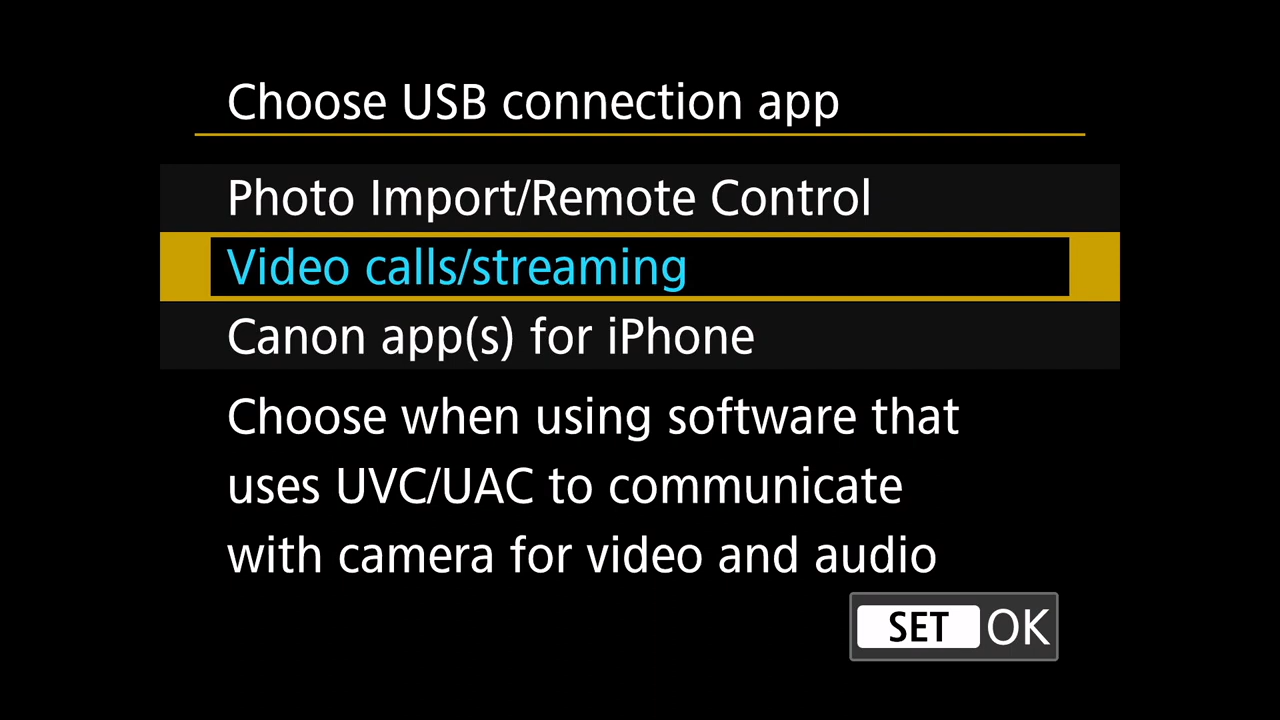 Choose USB connection app
Photo Import/Remote Control
Video calls/streaming
Canon app(s) for iPhone
Choose when using software that
uses UVC/UAC to communicate
with camera for video and audio
SET OK